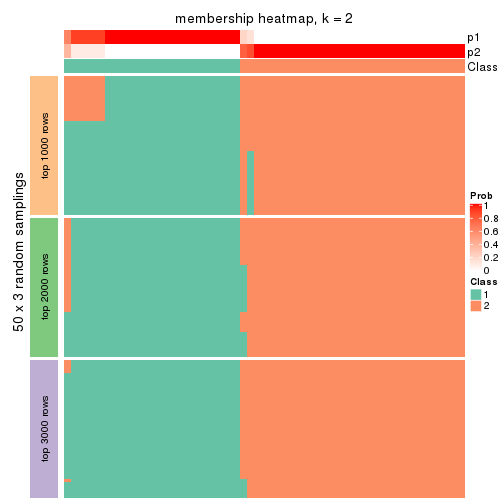 membership heatmap, k = 2
p1
p2
Class
50 x 3 random samplings
top 1000 rows
top 2000 rows
top 3000 rows
Prob
1
0.8
0.6
0.4
0.2
0
Class
1
2